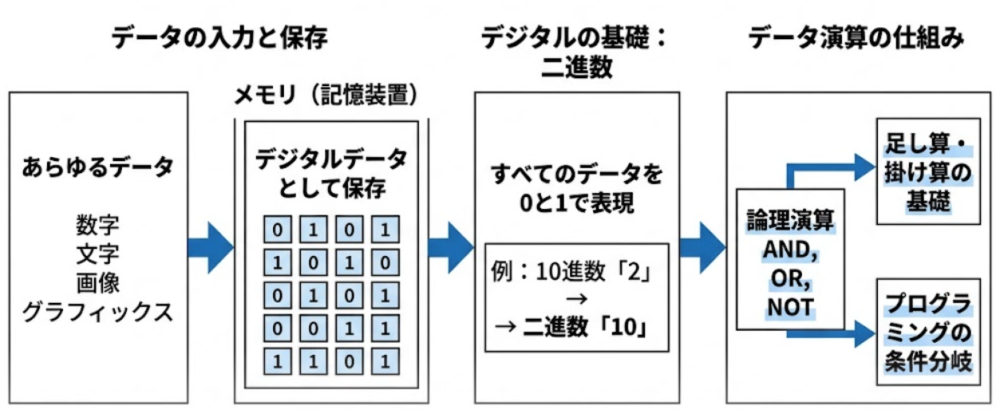 データの入力と保存
あらゆるデータ
数字
文字
画像
グラフィックス
メモリ（記憶装置）
デジタルデータ
として保存
0 1 0 1
1 0 1 0
0 1 0 1
0 0 1 1
1 1 0 1
デジタルの基礎：
二進数
すべてのデータを
0と1で表現
例：10進数「2」
→
→ 二進数「10」
データ演算の仕組み
論理演算
AND,
OR,
NOT
足し算・
掛け算の
基礎
プログラ
ミングの
条件分岐